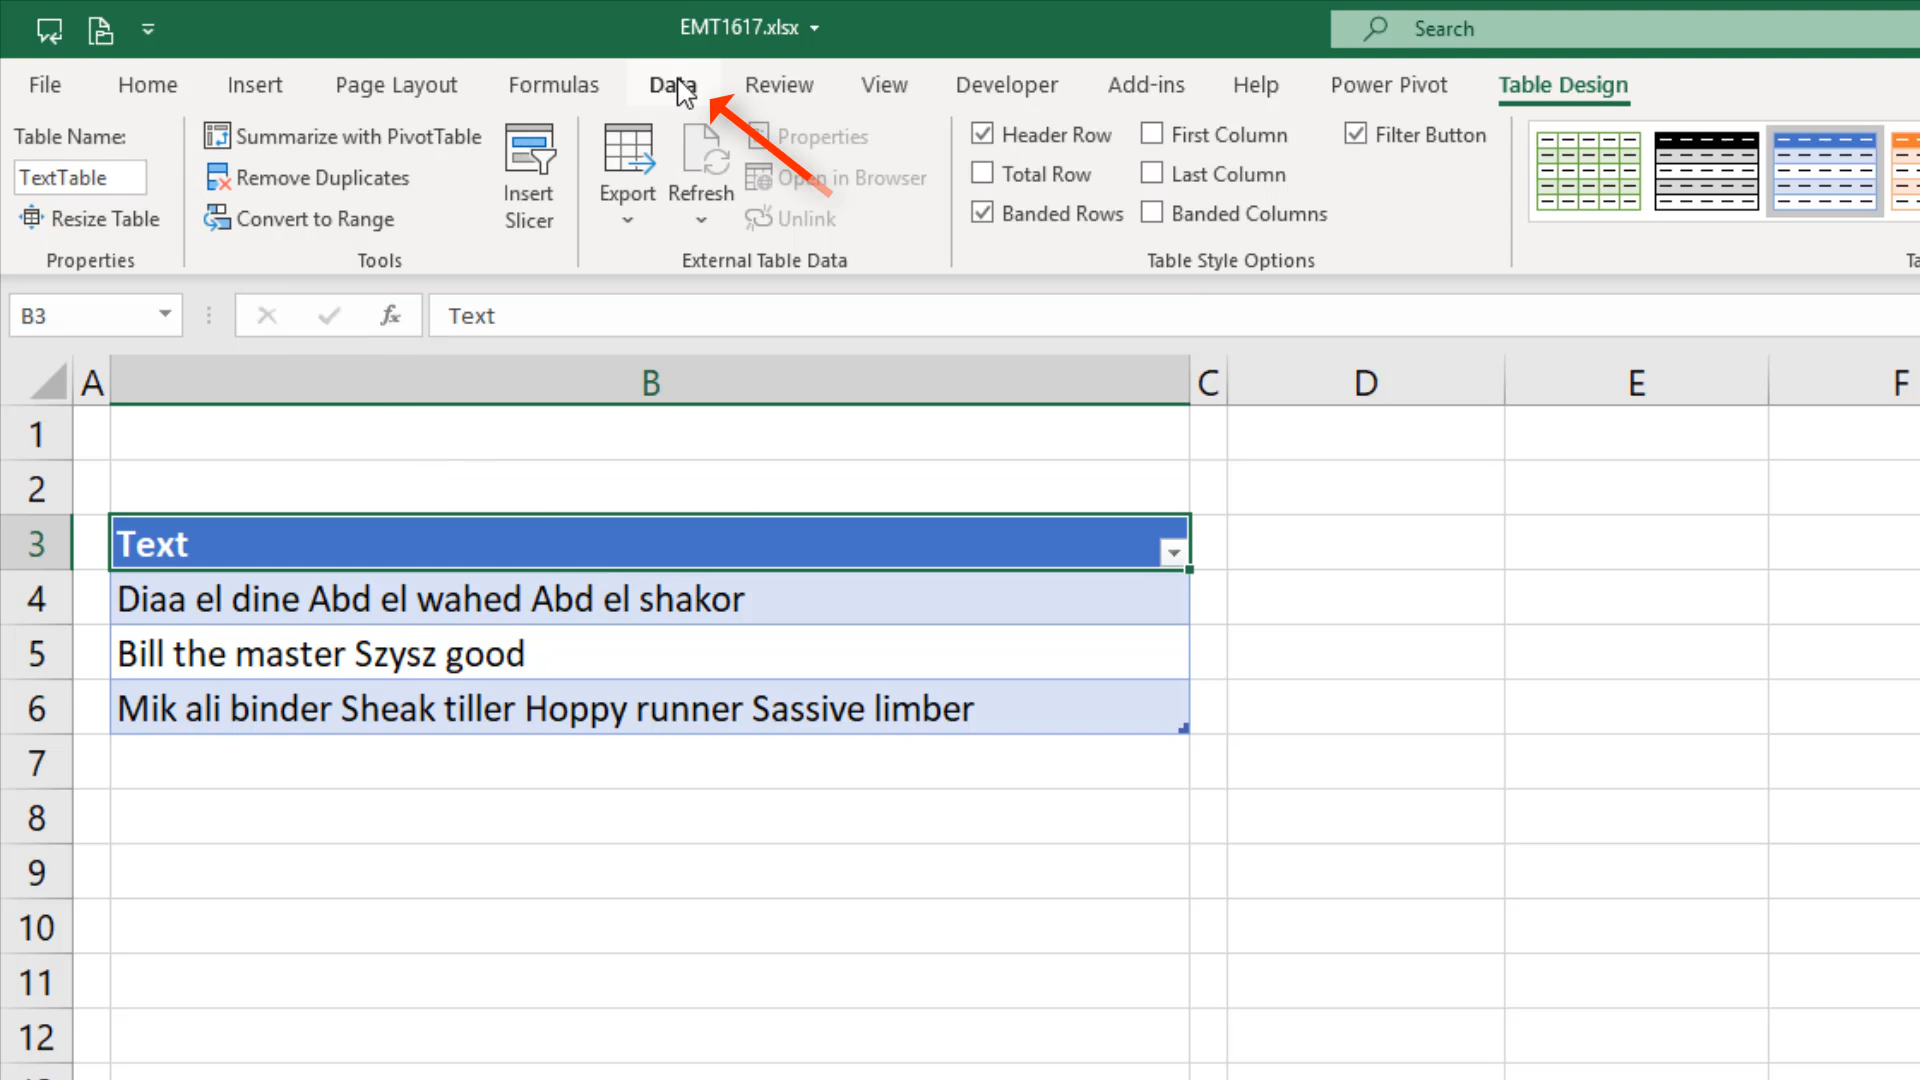 EMT1617.xlsx
Search
File Home Insert Page Layout Formulas Data Review View Developer Add-ins Help Power Pivot Table Design
Table Name:
TextTable
Resize Table
Properties
Summarize with PivotTable
Remove Duplicates
Convert to Range
Tools
Insert
Slicer
Export
Refresh
Properties
Open in Browser
Unlink
External Table Data
Header Row
Total Row
Banded Rows
First Column
Last Column
Banded Columns
Filter Button
Table Style Options
B3
fx
Text
A B C D E F
1
2
3 Text
4 Diaa el dine Abd el wahed Abd el shakor
5 Bill the master Szysz good
6 Mik ali binder Sheak tiller Hoppy runner Sassive limber
7
8
9
10
11
12